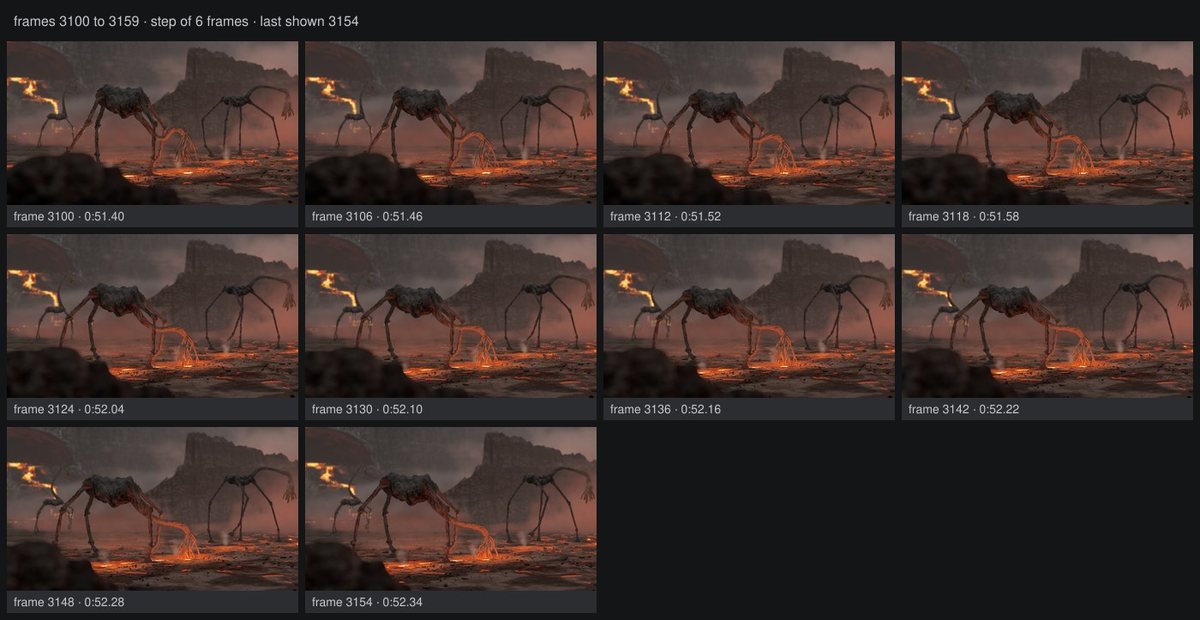 frames 3100 to 3159 · step of 6 frames · last shown 3154
frame 3100 · 0:51.40
frame 3106 · 0:51.46
frame 3112 · 0:51.52
frame 3118 · 0:51.58
frame 3124 · 0:52.04
frame 3130 · 0:52.10
frame 3136 · 0:52.16
frame 3142 · 0:52.22
frame 3148 · 0:52.28
frame 3154 · 0:52.34